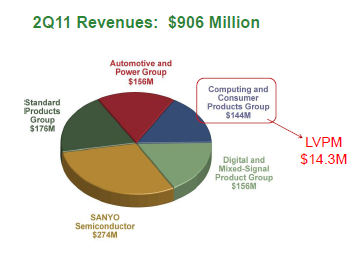 2Q11 Revenues: $906 Million
Automotive and
Power Group
$156M
Computing and
Consumer
Products Group
$144M
LVPM
$14.3M
Standard
Products
Group
$176M
Digital and
Mixed-Signal
Product Group
$156M
SANYO
Semiconductor
$274M